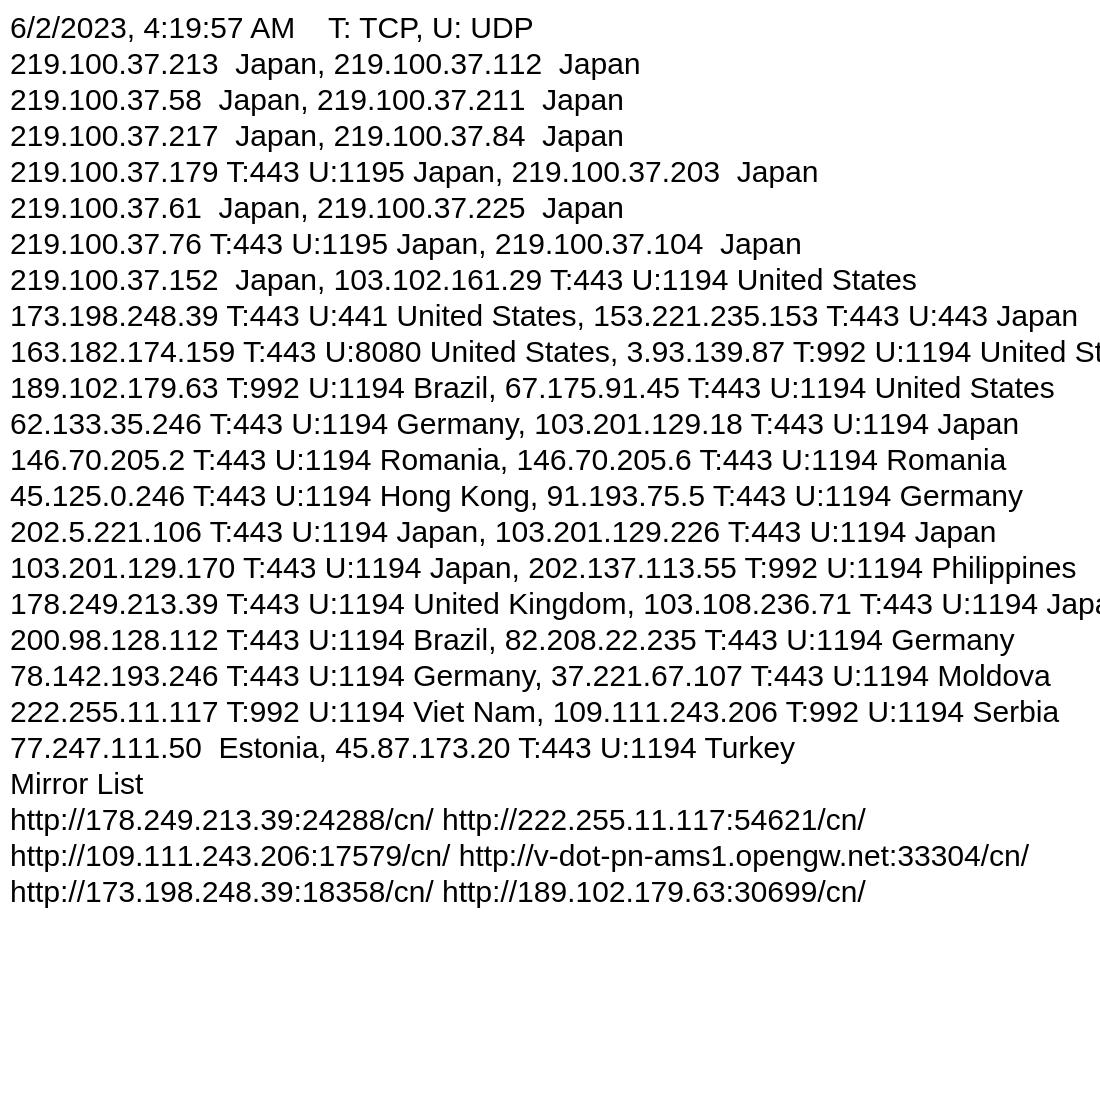 6/2/2023, 4:19:57 AM    T: TCP, U: UDP
219.100.37.213  Japan, 219.100.37.112  Japan
219.100.37.58  Japan, 219.100.37.211  Japan
219.100.37.217  Japan, 219.100.37.84  Japan
219.100.37.179 T:443 U:1195 Japan, 219.100.37.203  Japan
219.100.37.61  Japan, 219.100.37.225  Japan
219.100.37.76 T:443 U:1195 Japan, 219.100.37.104  Japan
219.100.37.152  Japan, 103.102.161.29 T:443 U:1194 United States
173.198.248.39 T:443 U:441 United States, 153.221.235.153 T:443 U:443 Japan
163.182.174.159 T:443 U:8080 United States, 3.93.139.87 T:992 U:1194 United St
189.102.179.63 T:992 U:1194 Brazil, 67.175.91.45 T:443 U:1194 United States
62.133.35.246 T:443 U:1194 Germany, 103.201.129.18 T:443 U:1194 Japan
146.70.205.2 T:443 U:1194 Romania, 146.70.205.6 T:443 U:1194 Romania
45.125.0.246 T:443 U:1194 Hong Kong, 91.193.75.5 T:443 U:1194 Germany
202.5.221.106 T:443 U:1194 Japan, 103.201.129.226 T:443 U:1194 Japan
103.201.129.170 T:443 U:1194 Japan, 202.137.113.55 T:992 U:1194 Philippines
178.249.213.39 T:443 U:1194 United Kingdom, 103.108.236.71 T:443 U:1194 Japa
200.98.128.112 T:443 U:1194 Brazil, 82.208.22.235 T:443 U:1194 Germany
78.142.193.246 T:443 U:1194 Germany, 37.221.67.107 T:443 U:1194 Moldova
222.255.11.117 T:992 U:1194 Viet Nam, 109.111.243.206 T:992 U:1194 Serbia
77.247.111.50  Estonia, 45.87.173.20 T:443 U:1194 Turkey
Mirror List
http://178.249.213.39:24288/cn/ http://222.255.11.117:54621/cn/
http://109.111.243.206:17579/cn/ http://v-dot-pn-ams1.opengw.net:33304/cn/
http://173.198.248.39:18358/cn/ http://189.102.179.63:30699/cn/